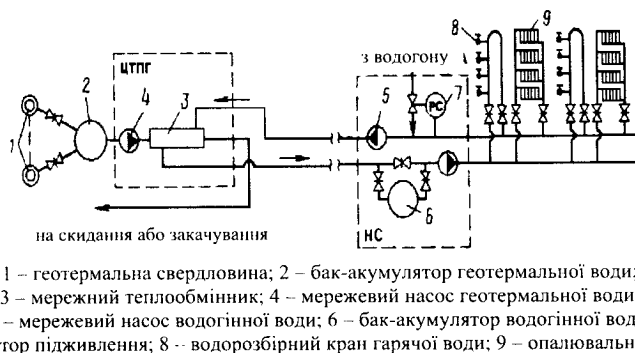 8
9
з водогону
ЦТПГ
2
4
3
5
РС
7
1
6
НС
на скидання або закачування
1 – геотермальна свердловина; 2 – бак-акумулятор геотермальної води;
3 – мережний теплообмінник; 4 – мережевий насос геотермальної води
– мережевий насос водогінної води; 6 – бак-акумулятор водогінної вод
тор підживлення; 8 -- водорозбірний кран гарячої води; 9 – опалювальн